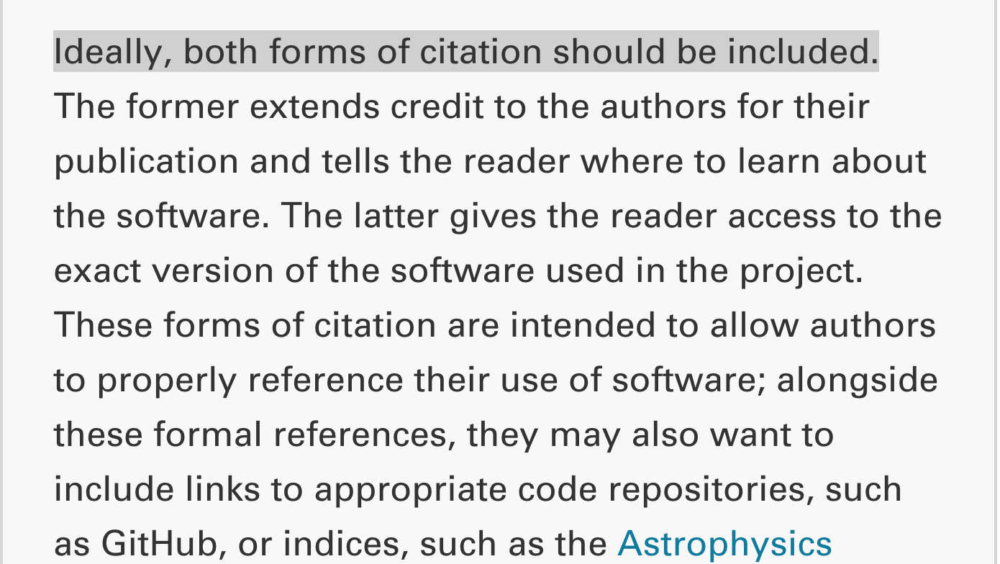 Ideally, both forms of citation should be included.
The former extends credit to the authors for their
publication and tells the reader where to learn about
the software. The latter gives the reader access to the
exact version of the software used in the project.
These forms of citation are intended to allow authors
to properly reference their use of software; alongside
these formal references, they may also want to
include links to appropriate code repositories, such
as GitHub, or indices, such as the Astrophysics